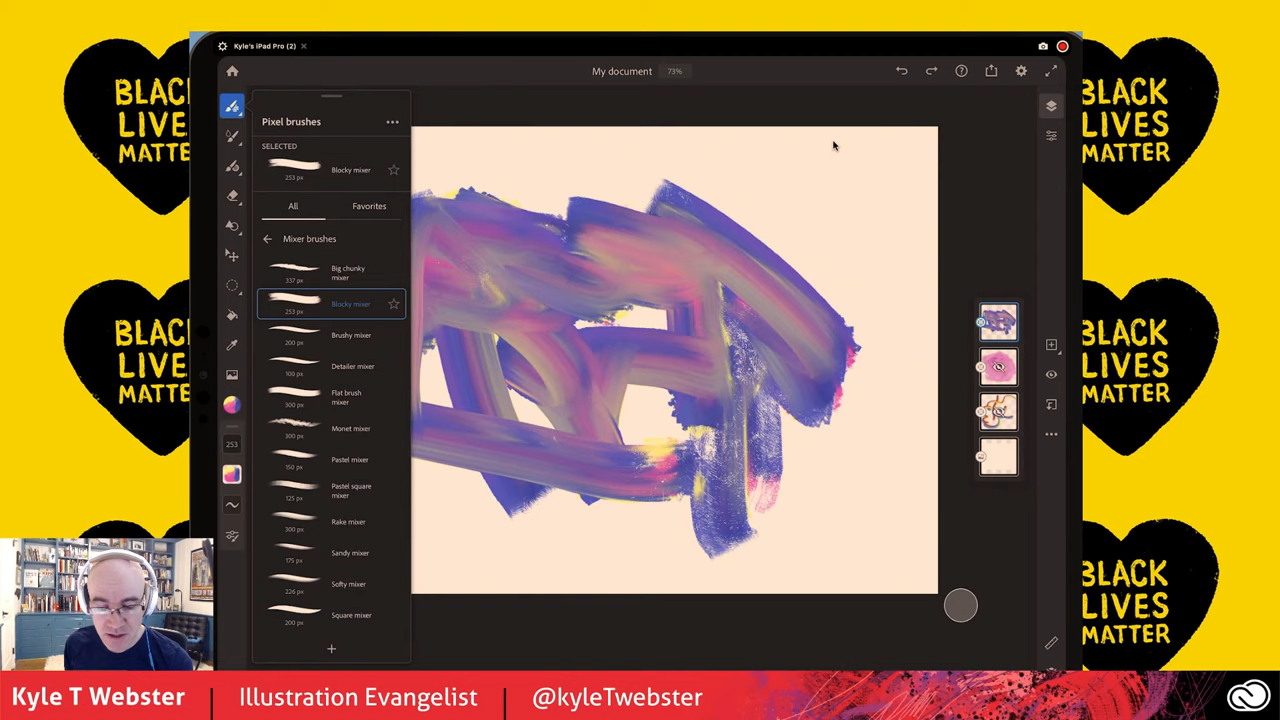 BLACK
LIVES
MATTER
BLACK
LIVES
MATTER
BLACK
LIVES
MATTER
BLACK
LIVES
MATTER
BLACK
Kyle's iPad Pro (2)
My document 73%
Pixel brushes
SELECTED
253 px Blocky mixer
All Favorites
Mixer brushes
Big chunky
mixer
337 px
Blocky mixer
253 px
Brushy mixer
200 px
Detailer mixer
100 px
Flat brush
mixer
300 px
Monet mixer
300 px
Pastel mixer
150 px
Pastel square
mixer
125 px
Rake mixer
300 px
Sandy mixer
175 px
Softy mixer
226 px
Square mixer
200 px
253
BLACK
LIVES
MATTER
Kyle T Webster | Illustration Evangelist | @kyleTwebster